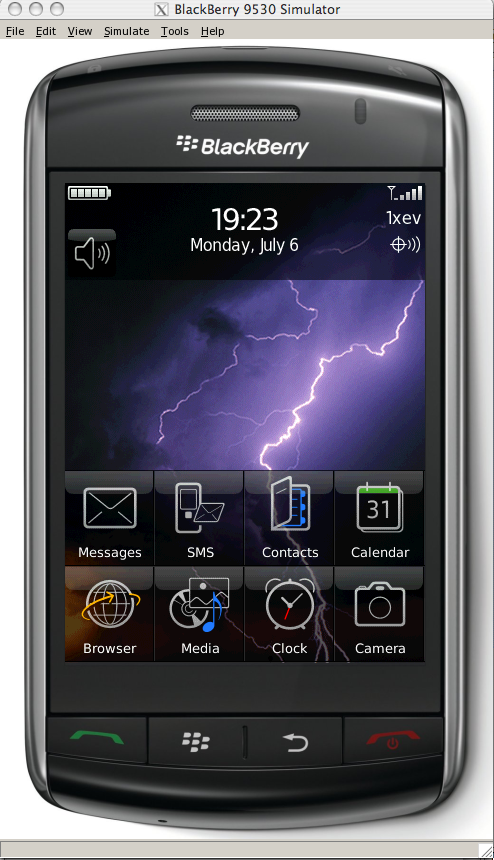 BlackBerry 9530 Simulator
File Edit View Simulate Tools Help
BlackBerry
19:23
1xev
Monday, July 6
31
Messages SMS Contacts Calendar
Browser Media Clock Camera